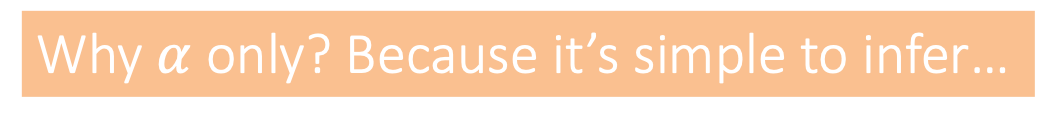 Why 𝜶 only? Because it’s simple to infer…